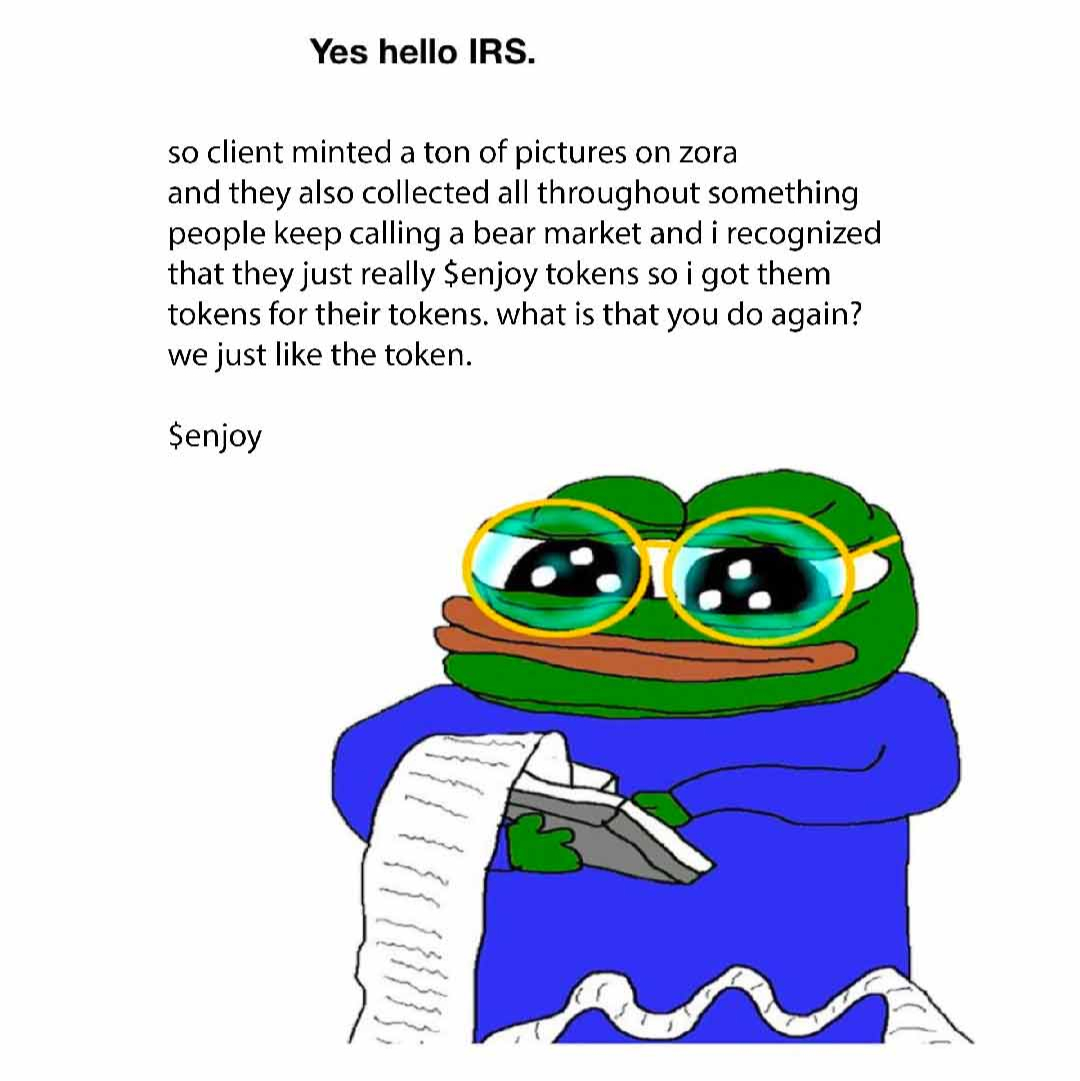 Yes hello IRS.
so client minted a ton of pictures on zora
and they also collected all throughout something
people keep calling a bear market and i recognized
that they just really $enjoy tokens so i got them
tokens for their tokens. what is that you do again?
we just like the token.
$enjoy